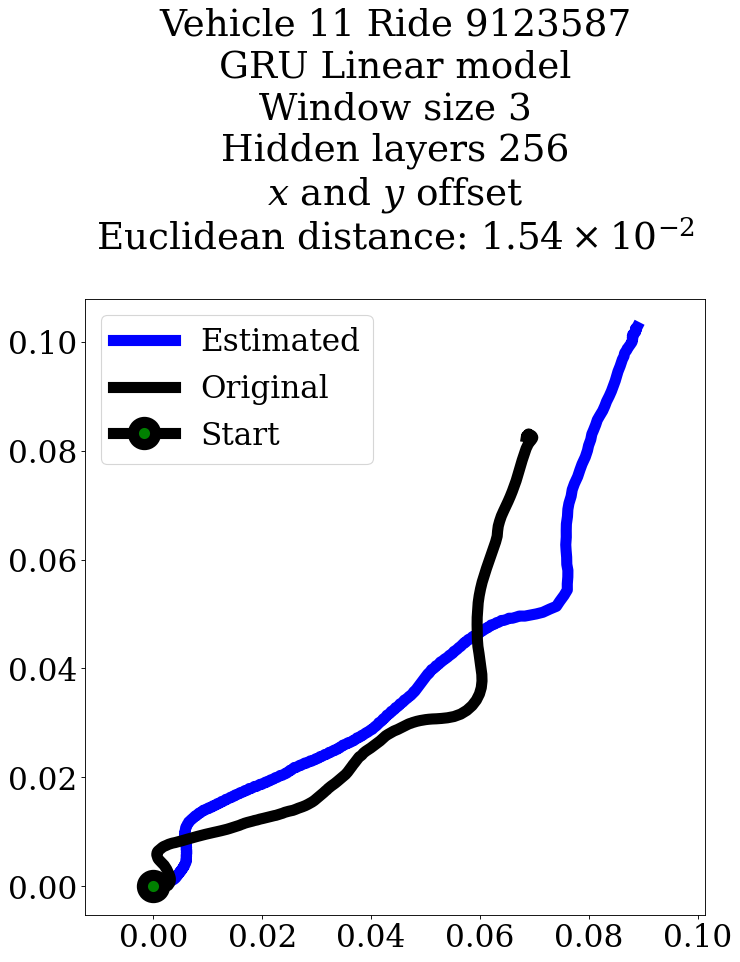 Vehicle 11 Ride 9123587
GRU Linear model
Window size 3
Hidden layers 256
x and y offset
Euclidean distance: 1.54 × 10⁻²
Estimated
Original
Start
0.10
0.08
0.06
0.04
0.02
0.00
0.00 0.02 0.04 0.06 0.08 0.10